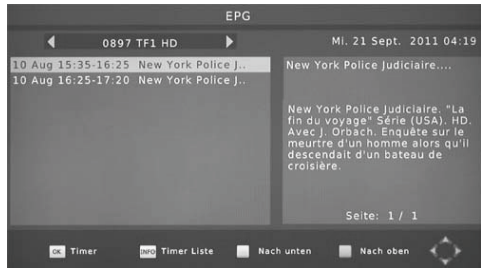 EPG
0897 TF1 HD
Mi. 21 Sept. 2011 04:19
10 Aug 15:35-16:25 New York Police J..
10 Aug 16:25-17:20 New York Police J..
New York Police Judiciaire....
New York Police Judiciaire. "La
fin du voyage" Série (USA). HD.
Avec J. Orbach. Enquête sur le
meurtre d'un homme alors qu'il
descendait d'un bateau de
croisière.
Seite: 1 / 1
OK Timer
INFO Timer Liste
Nach unten
Nach oben